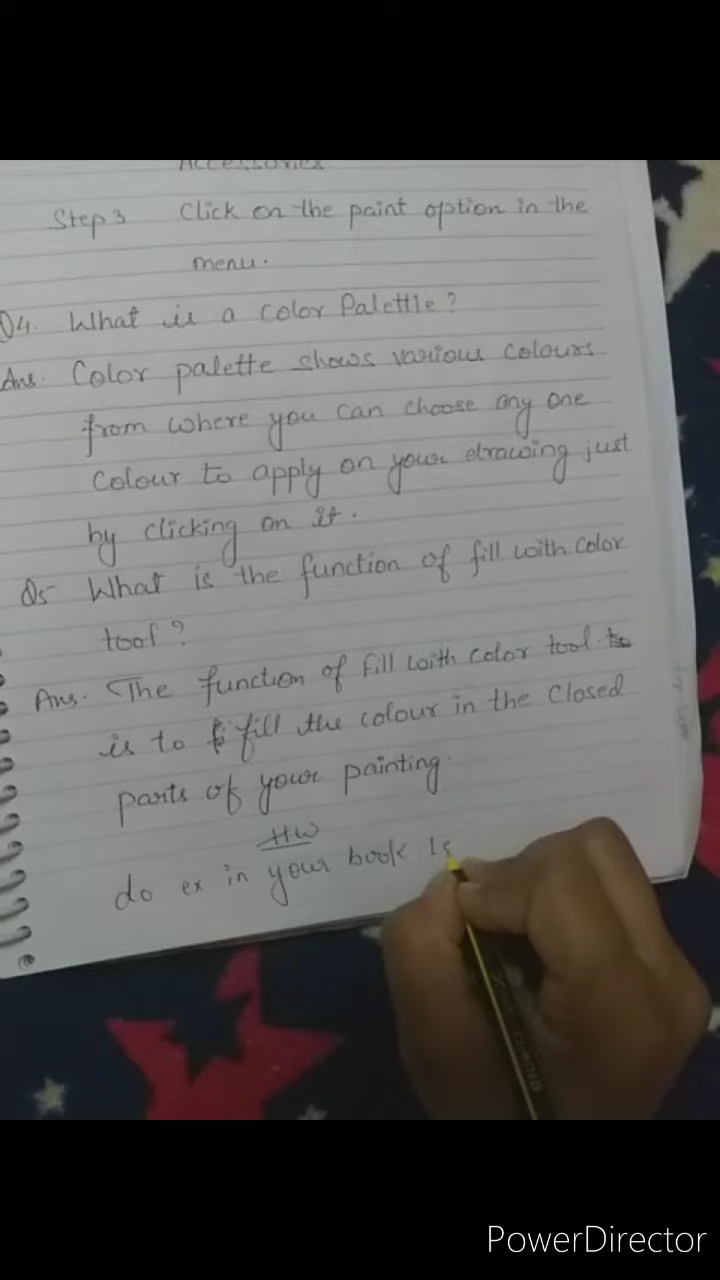 Accessories.
Step 3 Click on the paint option in the
menu.
Q4. What is a Color Palettle?
Ans. Color palette shows various colours
from where you can choose any one
Colour to apply on your drawing just
by clicking on it.
Q5 What is the function of fill with Color
tool?
Ans. The function of Fill with Color tool to
is to fill the colour in the Closed
parts of your painting.
HW
do ex in your book
PowerDirector